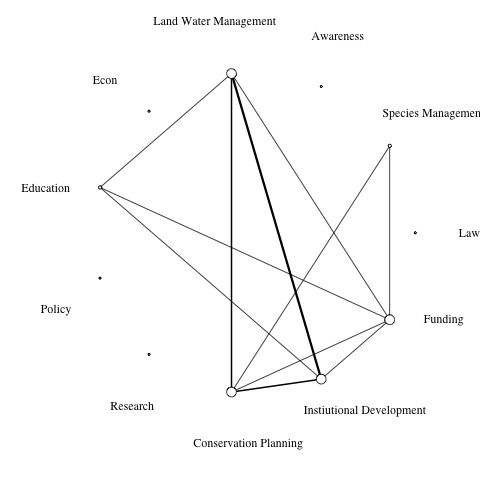 Land Water Management
Awareness
Econ
Species Managemen
Education
Law
Policy
Funding
Research
Instiutional Development
Conservation Planning